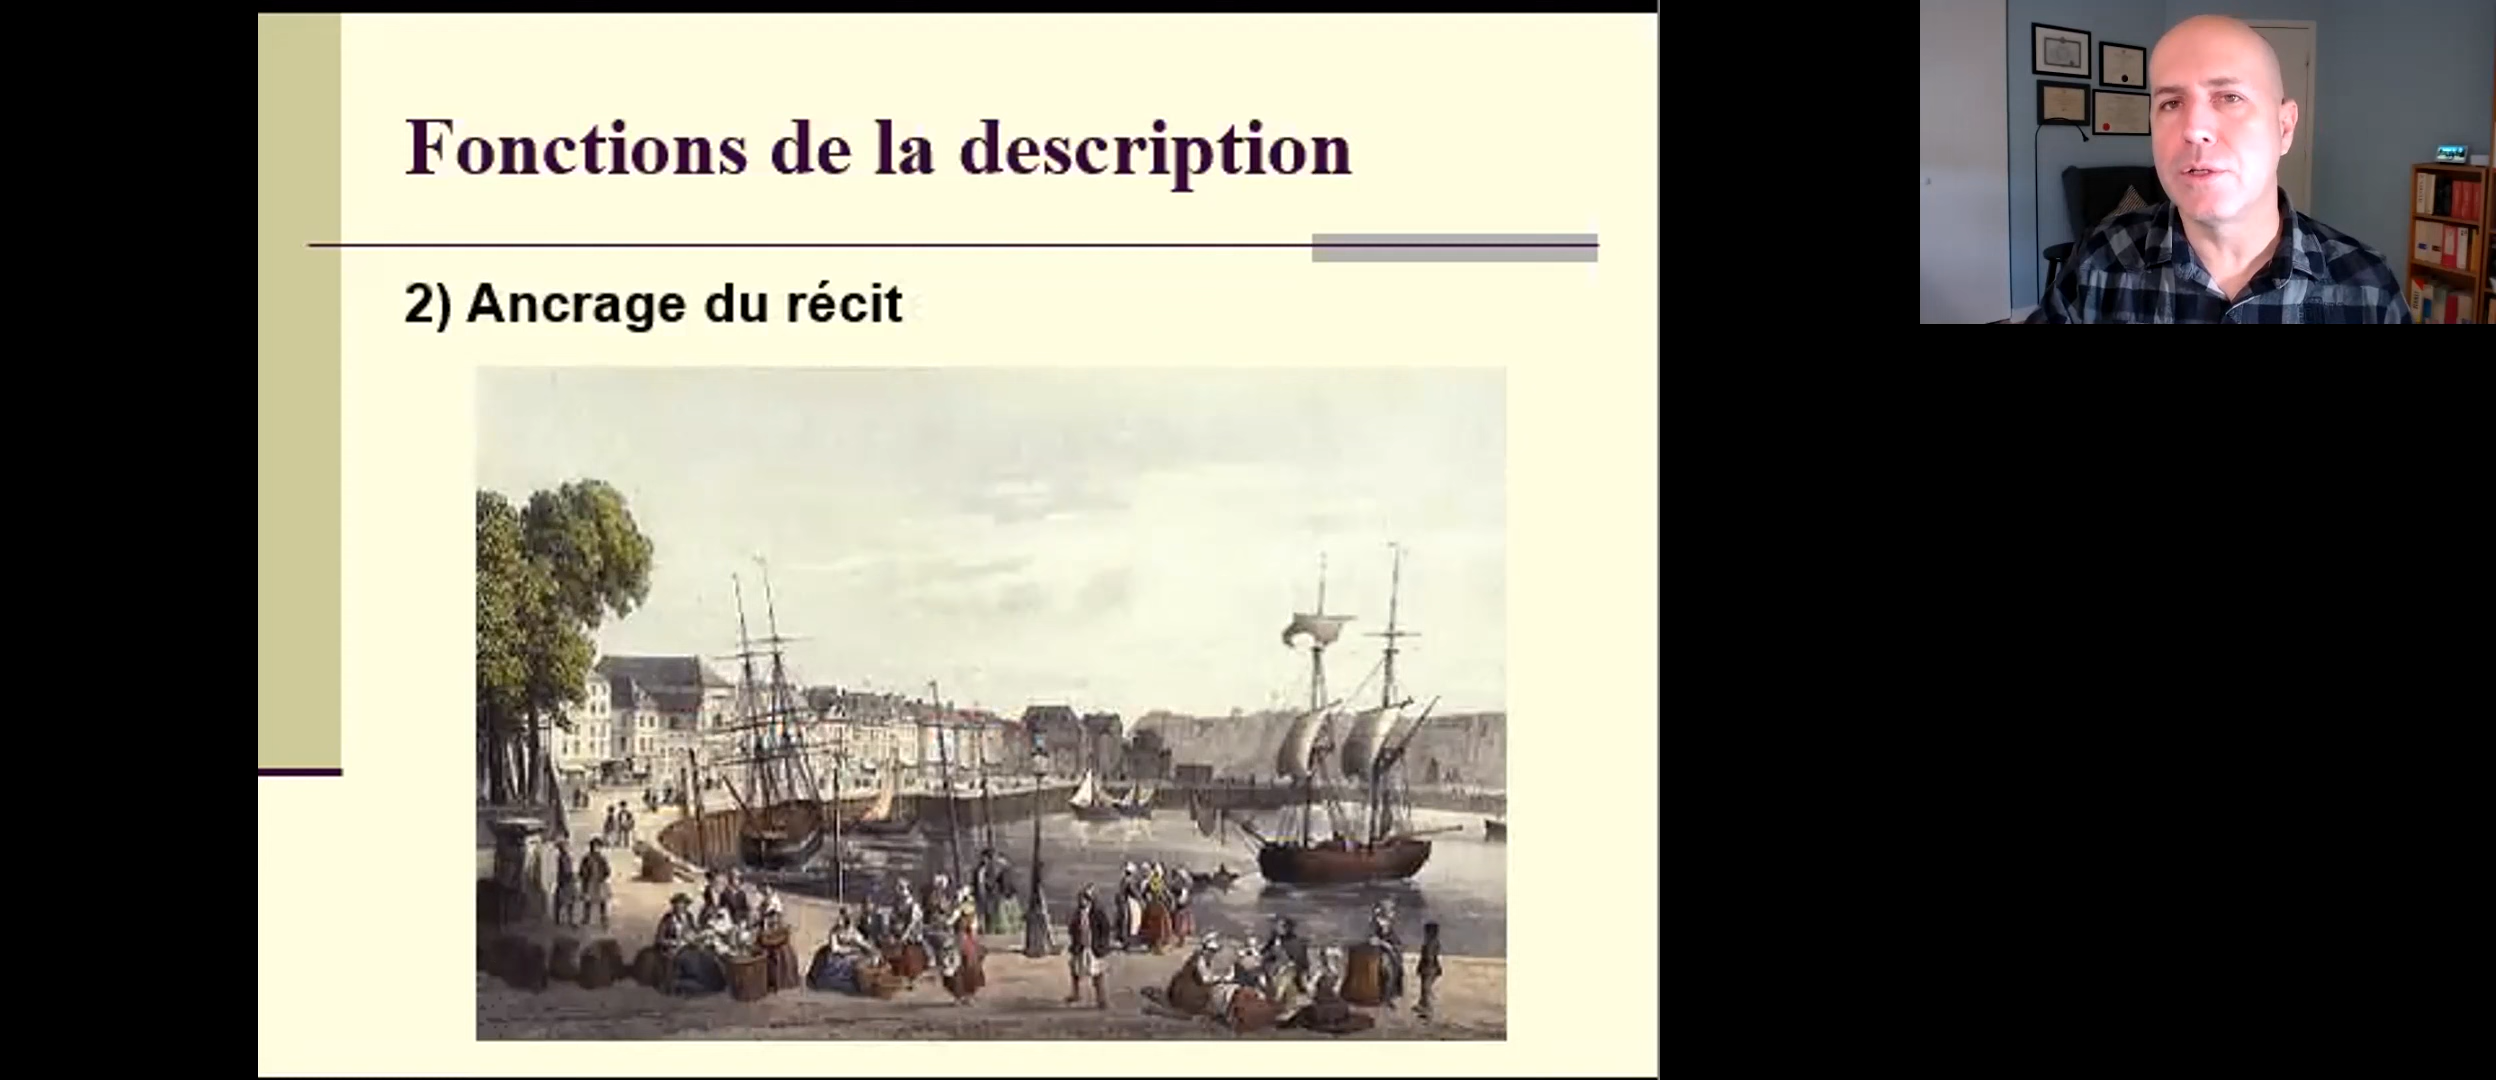 Fonctions de la description
2) Ancrage du récit